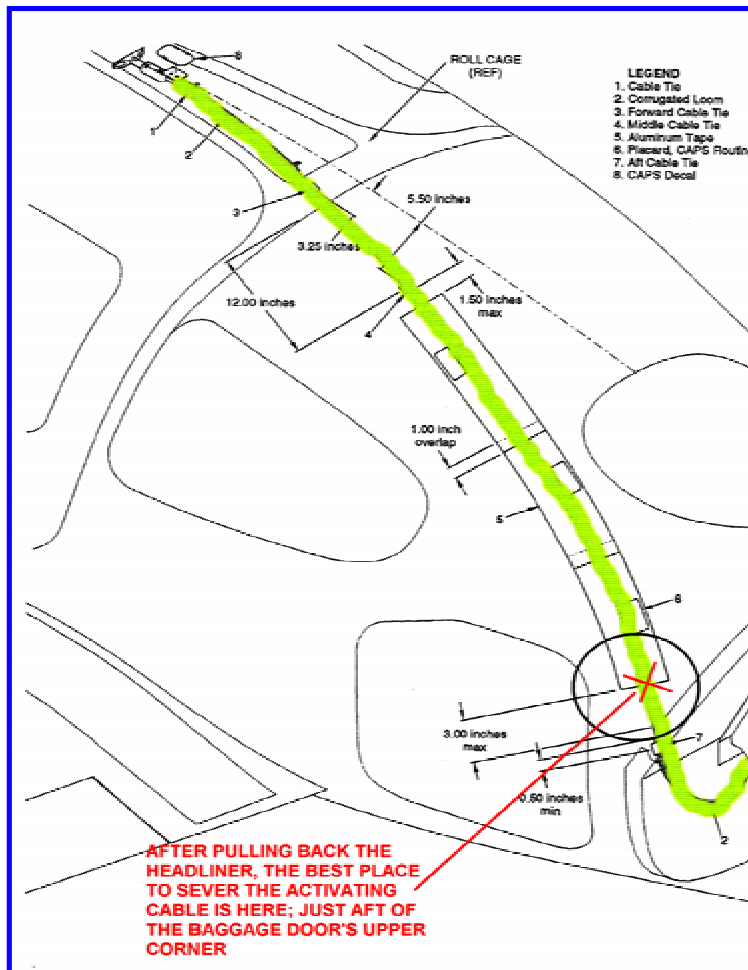 8
ROLL CAGE
(REF)
LEGEND
1. Cable Tie
2. Corrugated Loom
3. Forward Cable Tie
4. Middle Cable Tie
5. Aluminum Tape
6. Placard, CAPS Routin
7. Aft Cable Tie
8. CAPS Decal
1
2
3
5.50 inches
3.25 inches
12.00 inches
1.50 inches
max
4
1.00 inch
overlap
5
6
3.00 inches
max
7
0.50 inches
min
2
AFTER PULLING BACK THE
HEADLINER, THE BEST PLACE
TO SEVER THE ACTIVATING
CABLE IS HERE; JUST AFT OF
THE BAGGAGE DOOR'S UPPER
CORNER